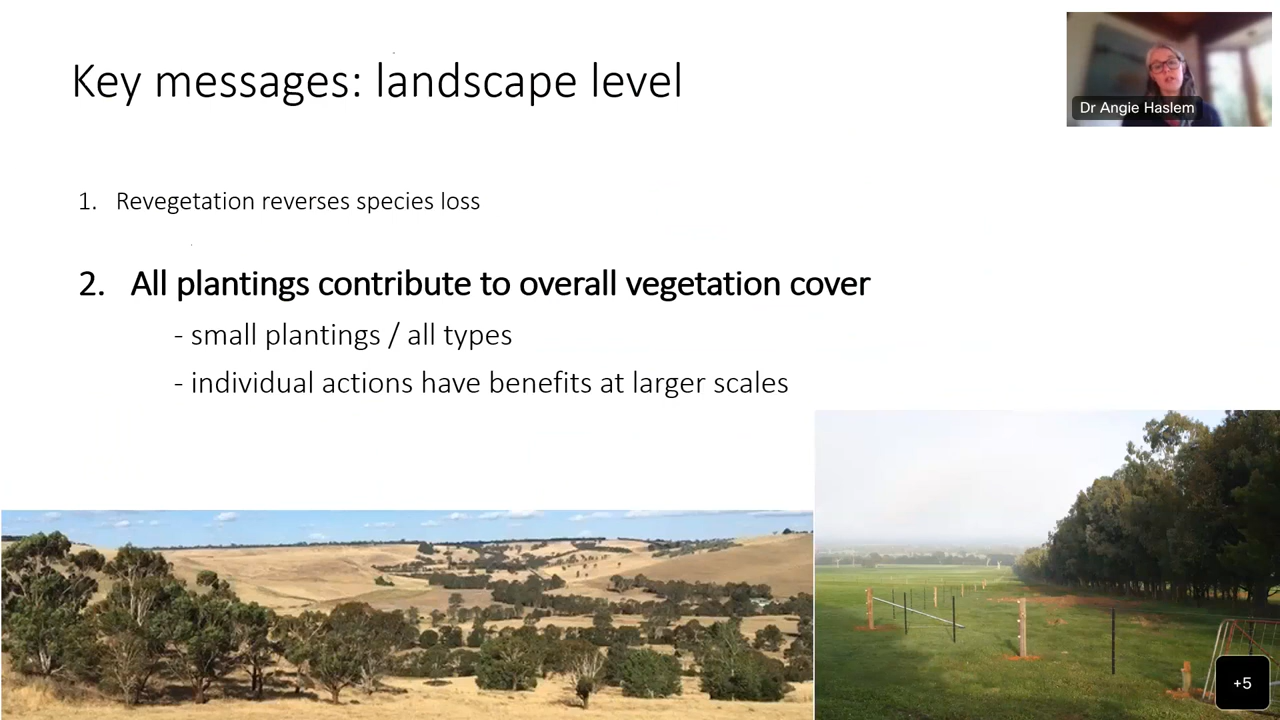 Key messages: landscape level
Dr Angie Haslem
1. Revegetation reverses species loss
2. All plantings contribute to overall vegetation cover
- small plantings / all types
- individual actions have benefits at larger scales
+5